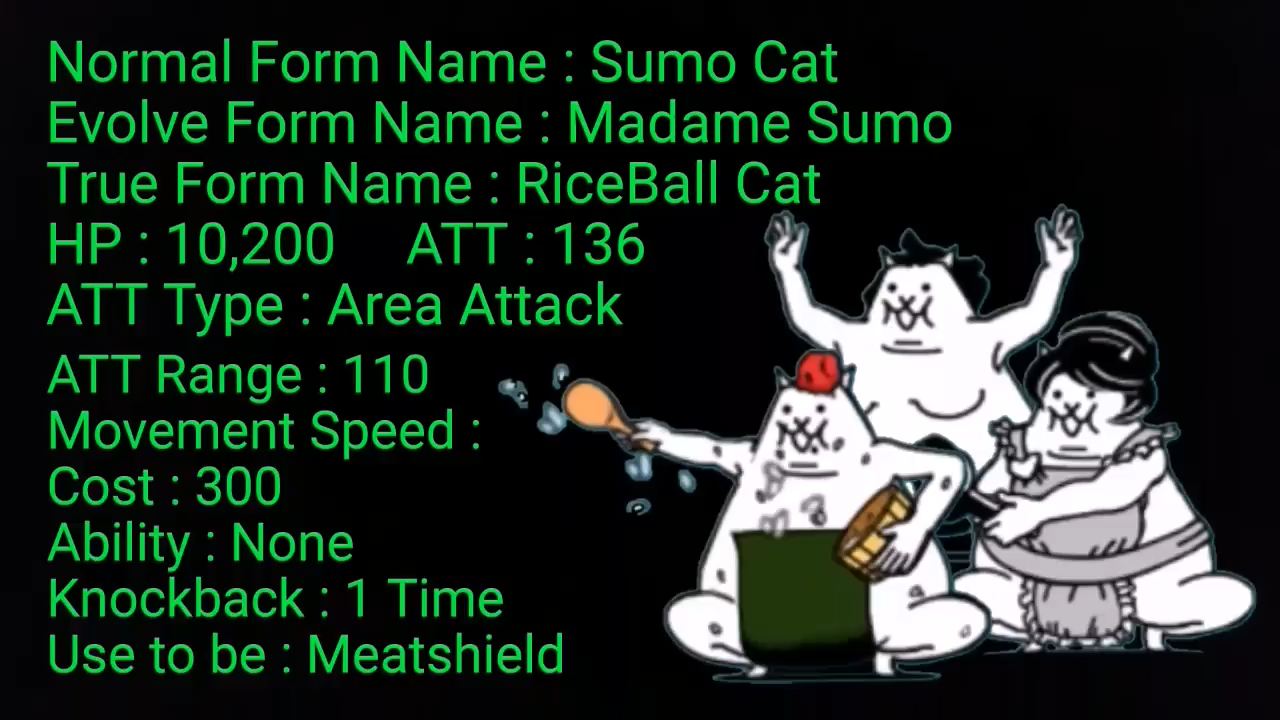 Normal Form Name : Sumo Cat
Evolve Form Name : Madame Sumo
True Form Name : RiceBall Cat
HP : 10,200 ATT : 136
ATT Type : Area Attack
ATT Range : 110
Movement Speed :
Cost : 300
Ability : None
Knockback : 1 Time
Use to be : Meatshield